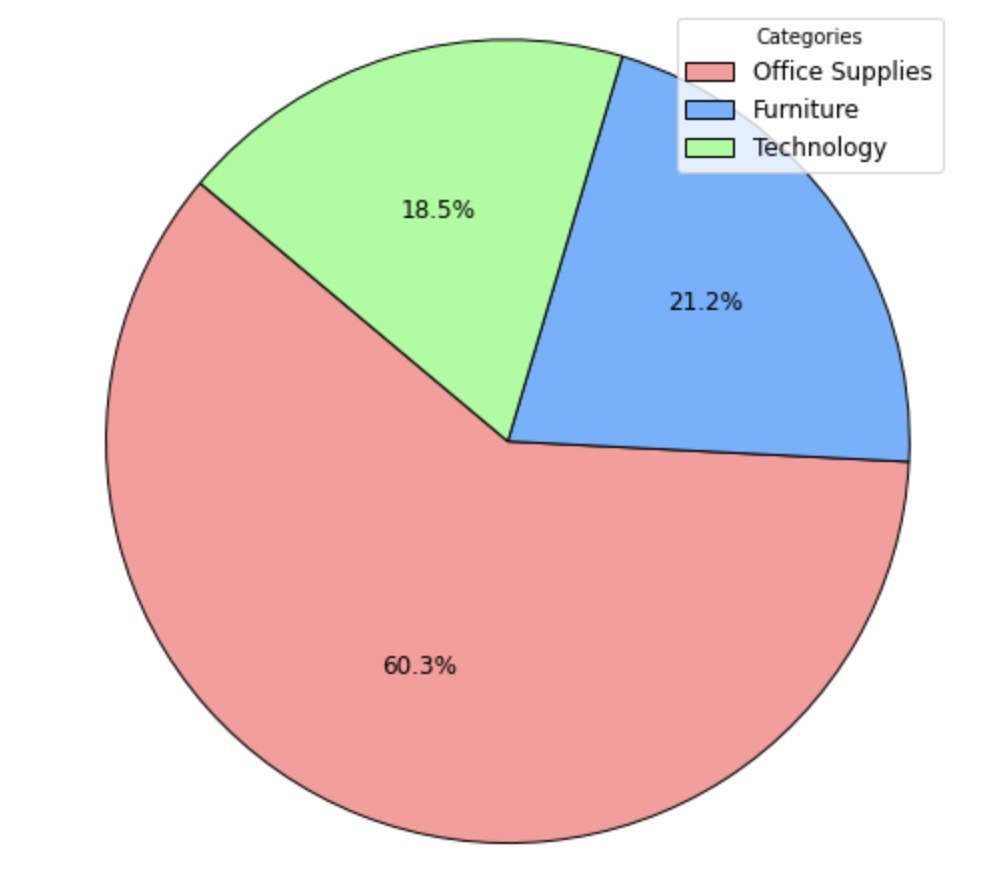 Categories
Office Supplies
Furniture
Technology
18.5%
21.2%
60.3%